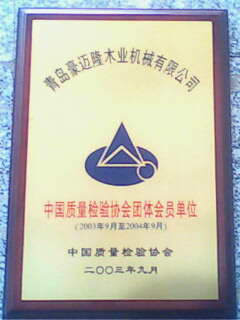 青岛豪迈隆木业机械有限公司
中国质量检验协会团体会员单位
(2003年9月至2004年9月)
中国质量检验协会
二〇〇三年九月